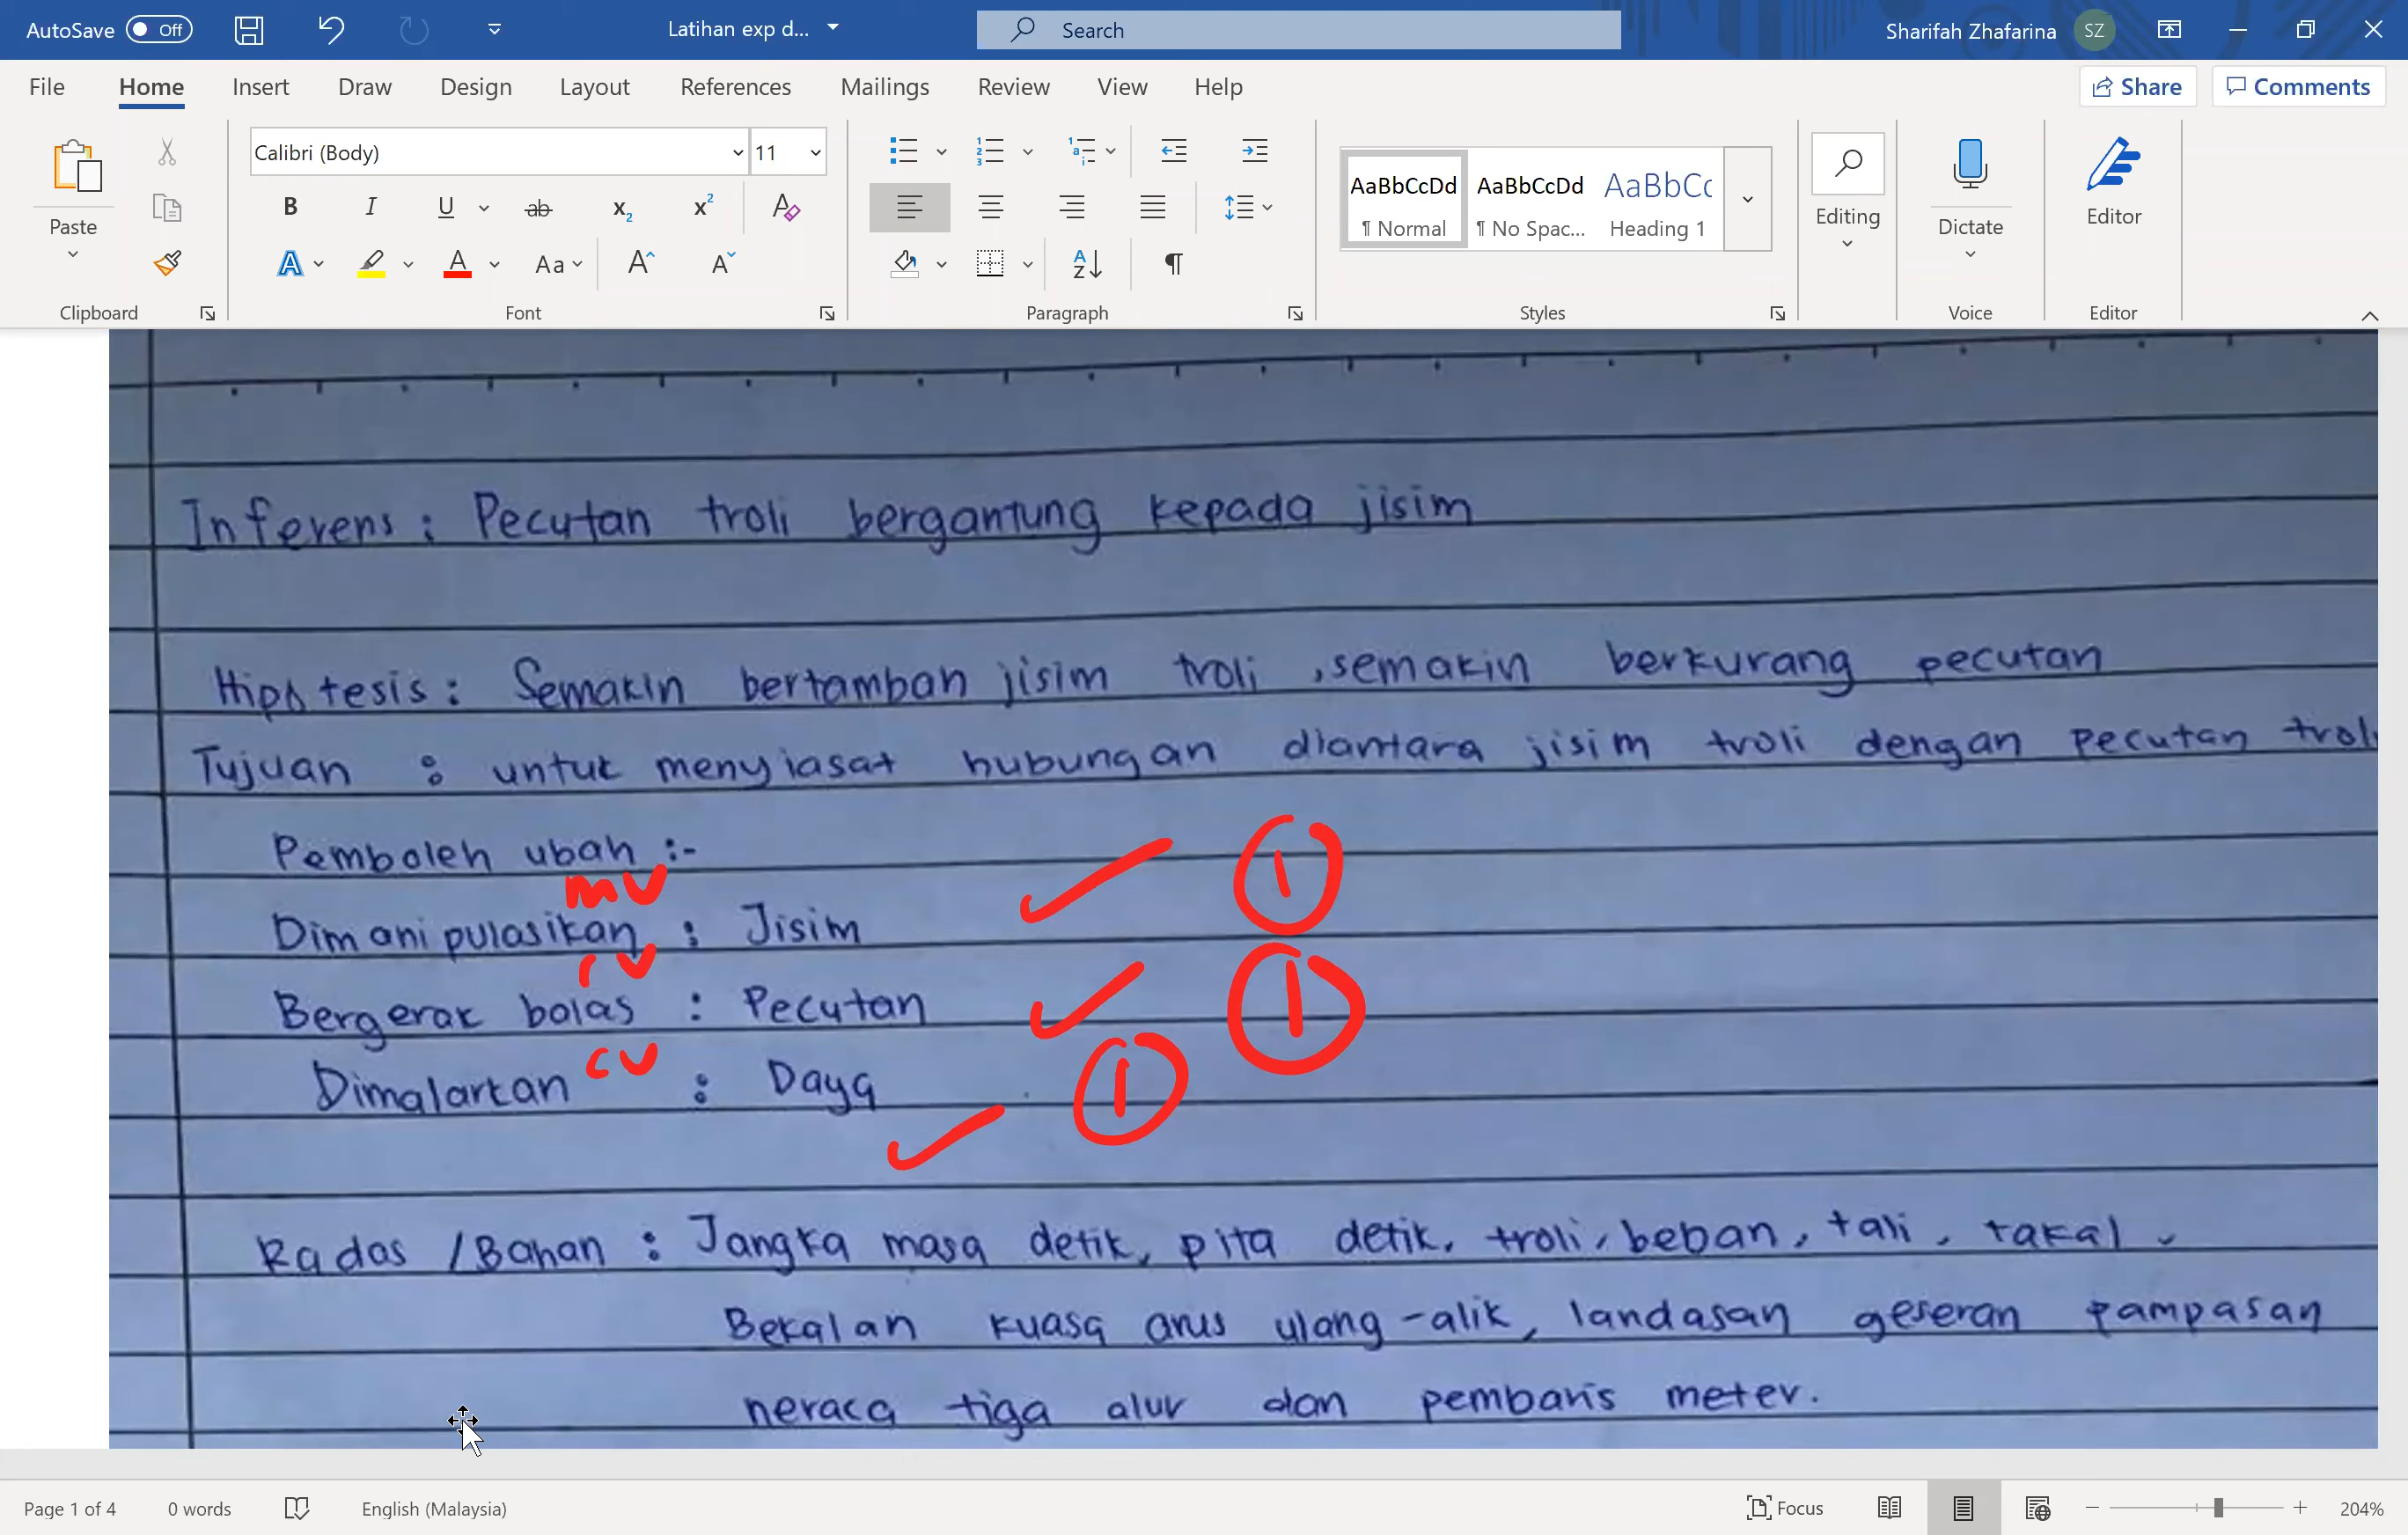 AutoSave Off Latihan exp d... Search Sharifah Zhafarina SZ
File Home Insert Draw Design Layout References Mailings Review View Help Share Comments
Paste Calibri (Body) 11 AaBbCcDd AaBbCcDd AaBbCc Editing Dictate Editor
¶ Normal ¶ No Spac... Heading 1
Clipboard Font Paragraph Styles Voice Editor
Inferens : Pecutan troli bergantung kepada jisim
Hipotesis : Semakin bertambah jisim troli , semakin berkurang pecutan
Tujuan : untuk menyiasat hubungan diantara jisim troli dengan pecutan troli
Pemboleh ubah :-
mv
Dimanipulasikan : Jisim 1
rv
Bergerak balas : Pecutan 1
cv
Dimalarkan : Daya 1
Radas / Bahan : Jangka masa detik, pita detik, troli, beban, tali, takal,
Bekalan kuasa arus ulang-alik, landasan geseran pampasan
neraca tiga alur dan pembaris meter.
Page 1 of 4 0 words English (Malaysia) Focus 204%